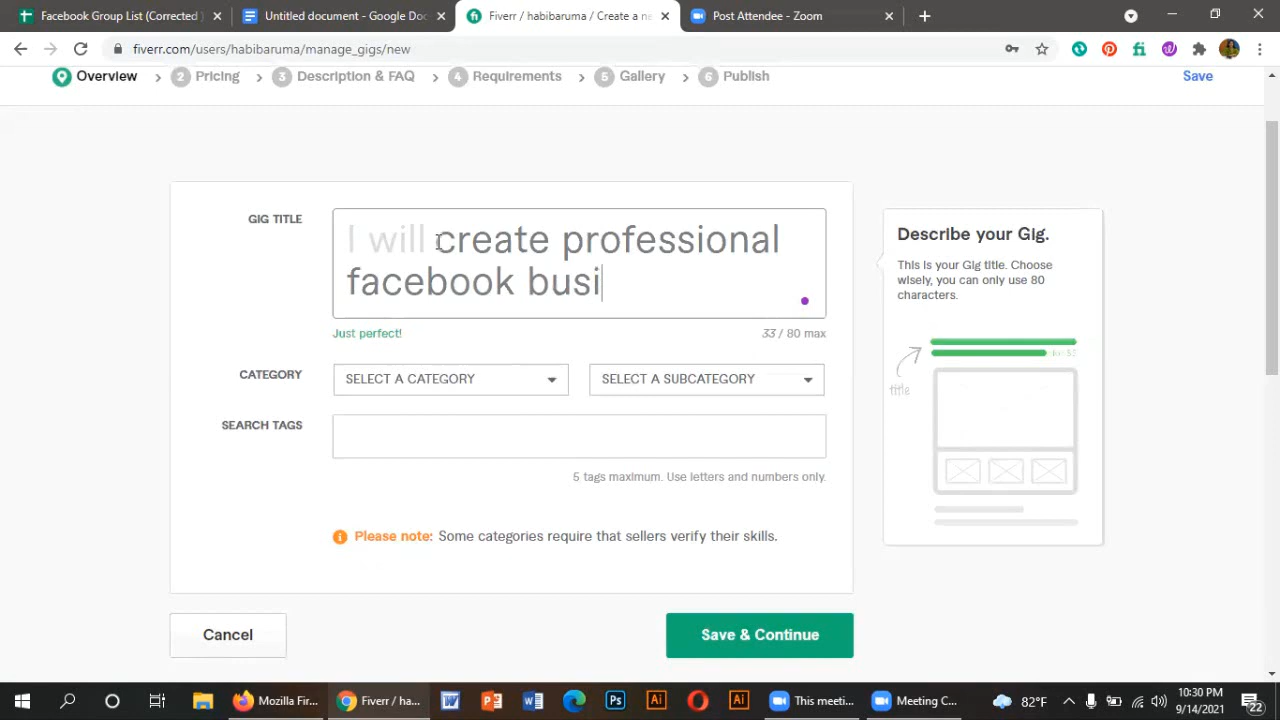 Facebook Group List (Corrected)
Untitled document - Google Doc
Fiverr / habibaruma / Create a ne
Post Attendee - Zoom
fiverr.com/users/habibaruma/manage_gigs/new
Overview
2 Pricing
3 Description & FAQ
4 Requirements
5 Gallery
6 Publish
Save
GIG TITLE
I will create professional
facebook busi
Just perfect!
33 / 80 max
Describe your Gig.
This is your Gig title. Choose
wisely, you can only use 80
characters.
title
CATEGORY
SELECT A CATEGORY
SELECT A SUBCATEGORY
SEARCH TAGS
5 tags maximum. Use letters and numbers only.
Please note: Some categories require that sellers verify their skills.
Cancel
Save & Continue
Mozilla Fir...
Fiverr / ha...
This meeti...
Meeting C...
82°F
10:30 PM
9/14/2021
22